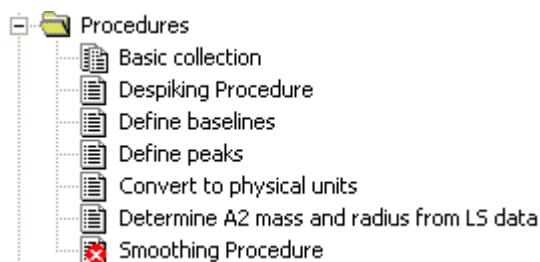 Procedures
Basic collection
Despiking Procedure
Define baselines
Define peaks
Convert to physical units
Determine A2 mass and radius from LS data
Smoothing Procedure